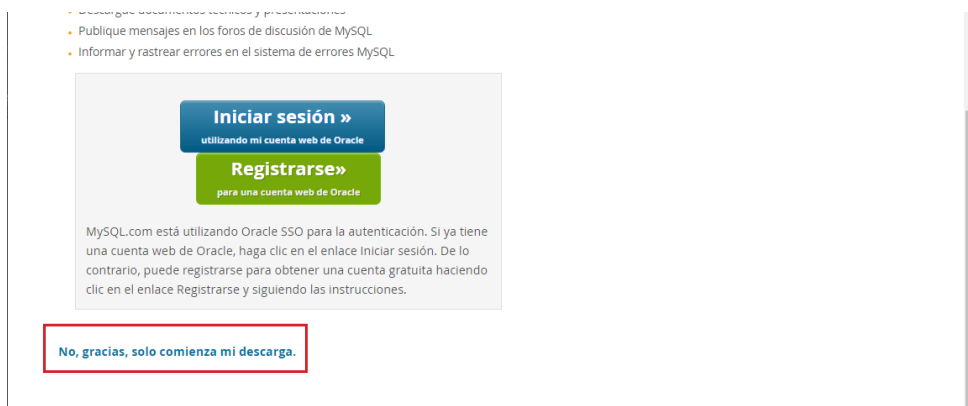 Descargue documentos técnicos y presentaciones
Publique mensajes en los foros de discusión de MySQL
Informar y rastrear errores en el sistema de errores MySQL
Iniciar sesión »
utilizando mi cuenta web de Oracle
Registrarse»
para una cuenta web de Oracle
MySQL.com está utilizando Oracle SSO para la autenticación. Si ya tiene
una cuenta web de Oracle, haga clic en el enlace Iniciar sesión. De lo
contrario, puede registrarse para obtener una cuenta gratuita haciendo
clic en el enlace Registrarse y siguiendo las instrucciones.
No, gracias, solo comienza mi descarga.